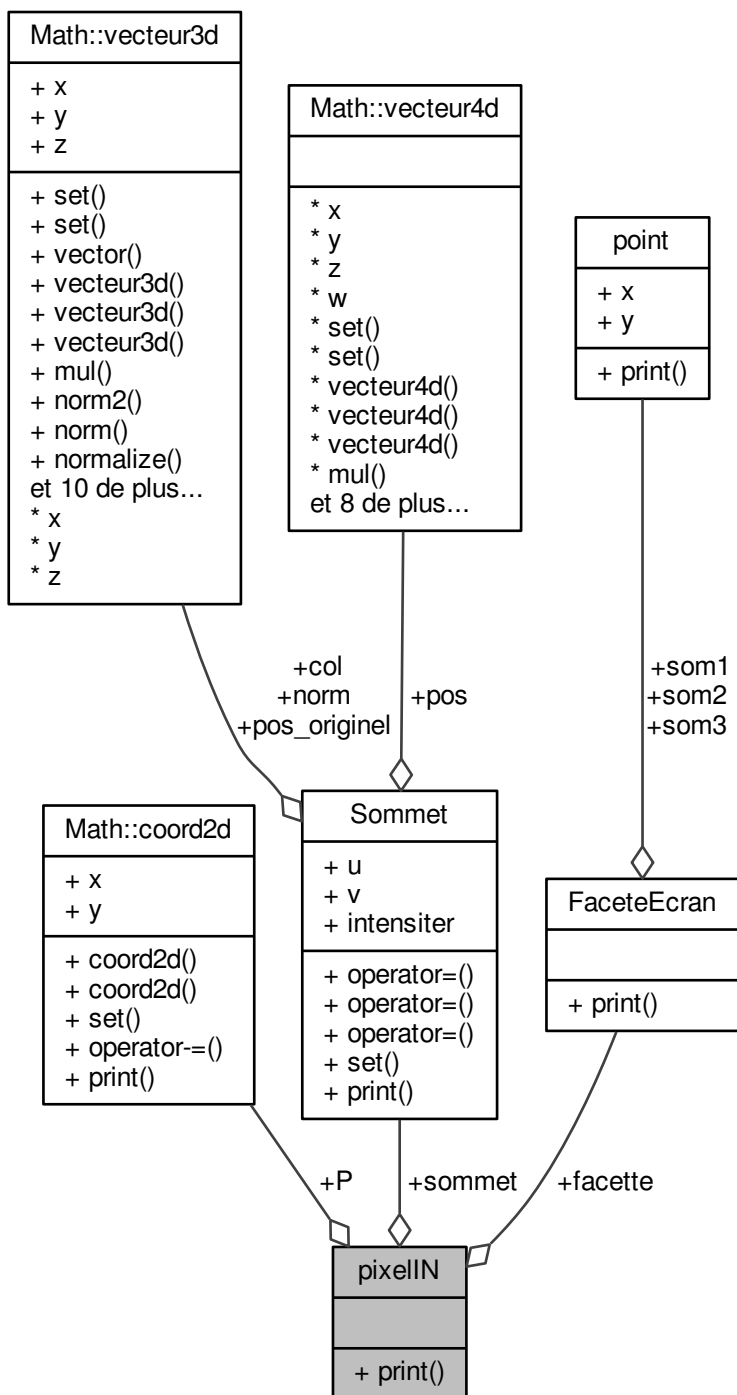 Math::vecteur3d
+ x
+ y
+ z
+ set()
+ set()
+ vector()
+ vecteur3d()
+ vecteur3d()
+ vecteur3d()
+ mul()
+ norm2()
+ norm()
+ normalize()
et 10 de plus...
* x
* y
* z
Math::vecteur4d
* x
* y
* z
* w
* set()
* set()
* vecteur4d()
* vecteur4d()
* vecteur4d()
* mul()
et 8 de plus...
point
+ x
+ y
+ print()
+col
+norm
+pos_originel
+pos
+som1
+som2
+som3
Math::coord2d
+ x
+ y
+ coord2d()
+ coord2d()
+ set()
+ operator-=()
+ print()
Sommet
+ u
+ v
+ intensiter
+ operator=()
+ operator=()
+ operator=()
+ set()
+ print()
FaceteEcran
+ print()
+P
+sommet
+facette
pixelIN
+ print()